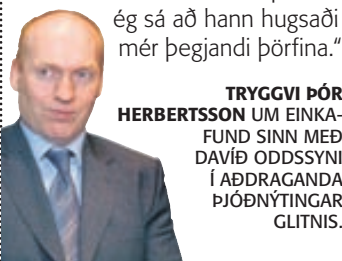 ég sá að hann hugsaði
mér þegjandi þörfina.“
TRYGGVI ÞÓR
HERBERTSSON UM EINKA-
FUND SINN MEÐ
DAVÍÐ ODDSSYNI
Í AÐDRAGANDA
ÞJÓÐNÝTINGAR
GLITNIS.